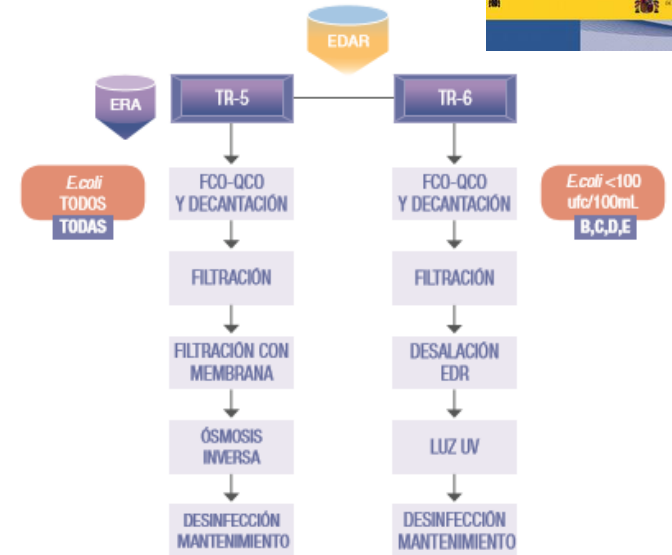 EDAR
ERA
TR-5
TR-6
E.coli
TODOS
TODAS
FCO-QCO
Y DECANTACIÓN
FCO-QCO
Y DECANTACIÓN
E.coli <100
ufc/100mL
B,C,D,E
FILTRACIÓN
FILTRACIÓN
FILTRACIÓN CON
MEMBRANA
DESALACIÓN
EDR
ÓSMOSIS
INVERSA
LUZ UV
DESINFECCIÓN
MANTENIMIENTO
DESINFECCIÓN
MANTENIMIENTO